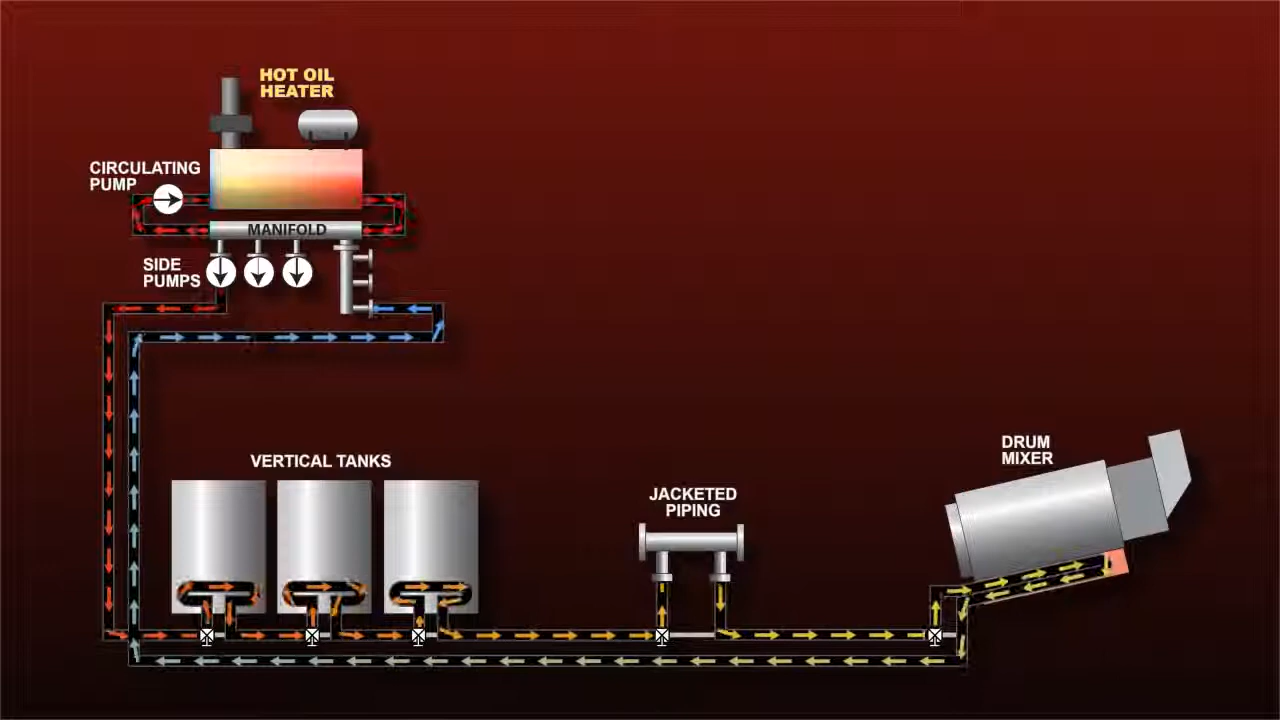 HOT OIL
HEATER
CIRCULATING
PUMP
MANIFOLD
SIDE
PUMPS
VERTICAL TANKS
JACKETED
PIPING
DRUM
MIXER